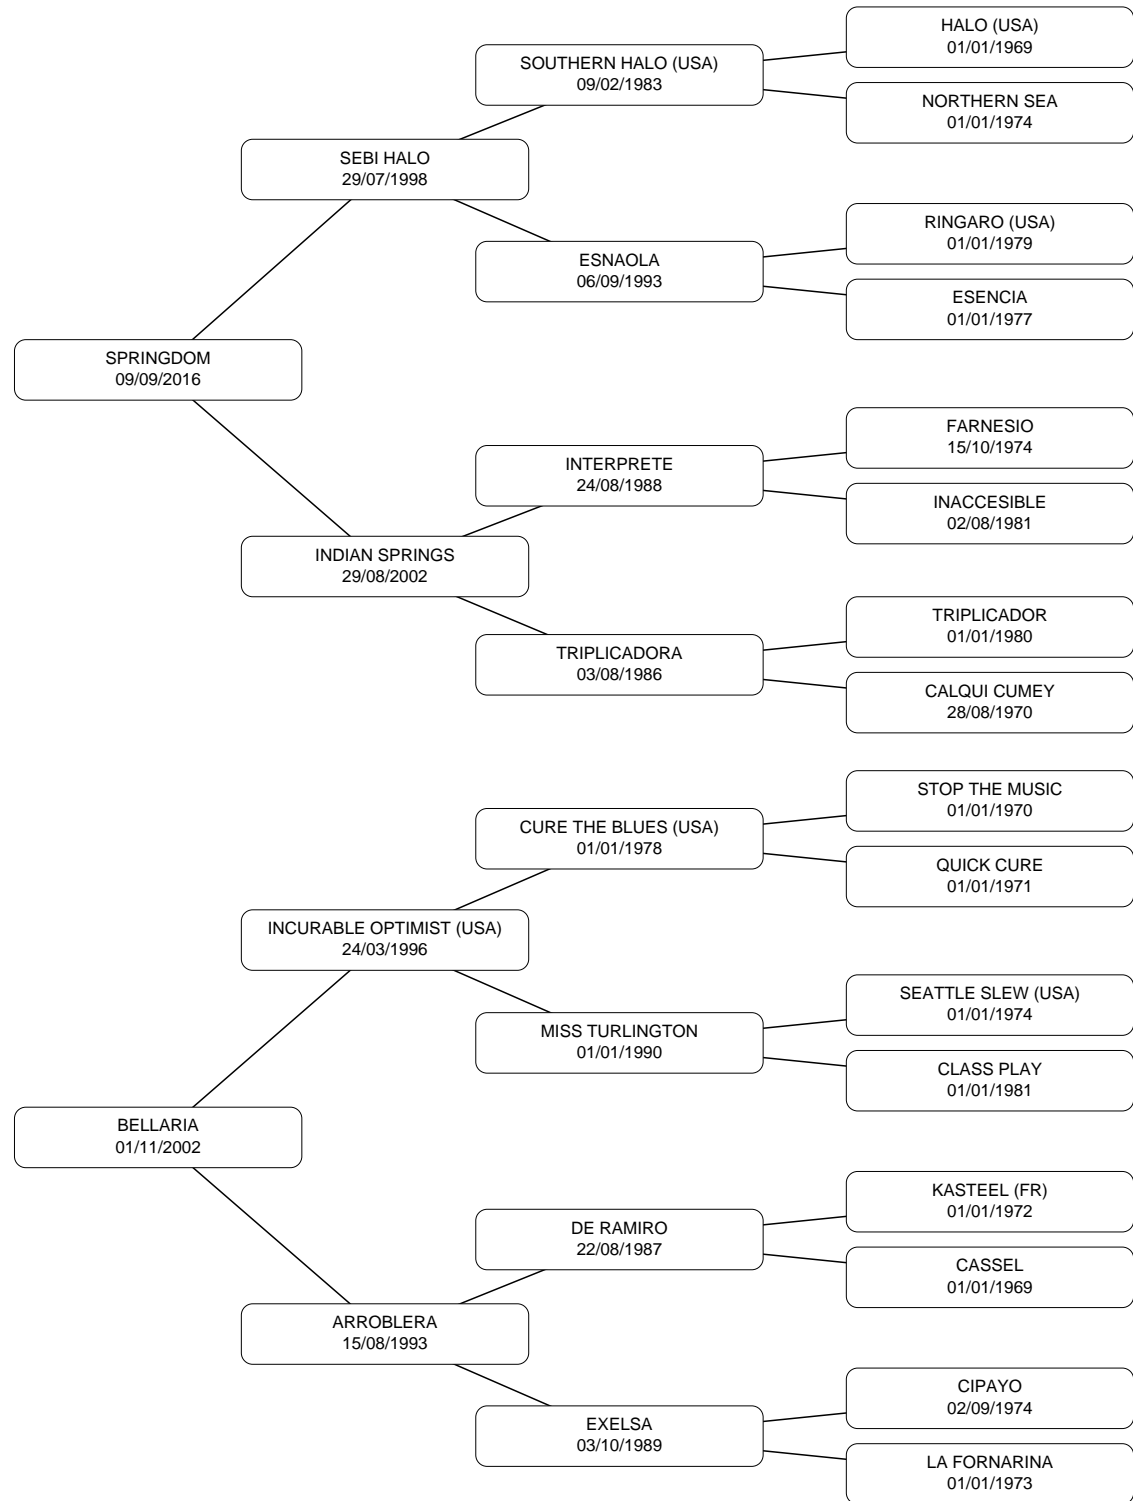 HALO (USA)
01/01/1969
SOUTHERN HALO (USA)
09/02/1983
NORTHERN SEA
01/01/1974
SEBI HALO
29/07/1998
RINGARO (USA)
01/01/1979
ESNAOLA
06/09/1993
ESENCIA
01/01/1977
SPRINGDOM
09/09/2016
FARNESIO
15/10/1974
INTERPRETE
24/08/1988
INACCESIBLE
02/08/1981
INDIAN SPRINGS
29/08/2002
TRIPLICADOR
01/01/1980
TRIPLICADORA
03/08/1986
CALQUI CUMEY
28/08/1970
STOP THE MUSIC
01/01/1970
CURE THE BLUES (USA)
01/01/1978
QUICK CURE
01/01/1971
INCURABLE OPTIMIST (USA)
24/03/1996
SEATTLE SLEW (USA)
01/01/1974
MISS TURLINGTON
01/01/1990
CLASS PLAY
01/01/1981
BELLARIA
01/11/2002
KASTEEL (FR)
01/01/1972
DE RAMIRO
22/08/1987
CASSEL
01/01/1969
ARROBLERA
15/08/1993
CIPAYO
02/09/1974
EXELSA
03/10/1989
LA FORNARINA
01/01/1973